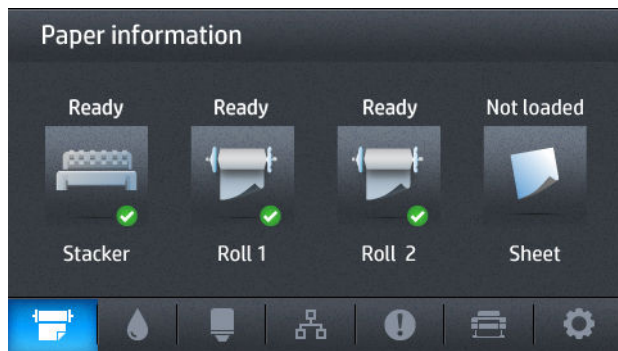 Paper information
Ready Ready Ready Not loaded
Stacker Roll 1 Roll 2 Sheet